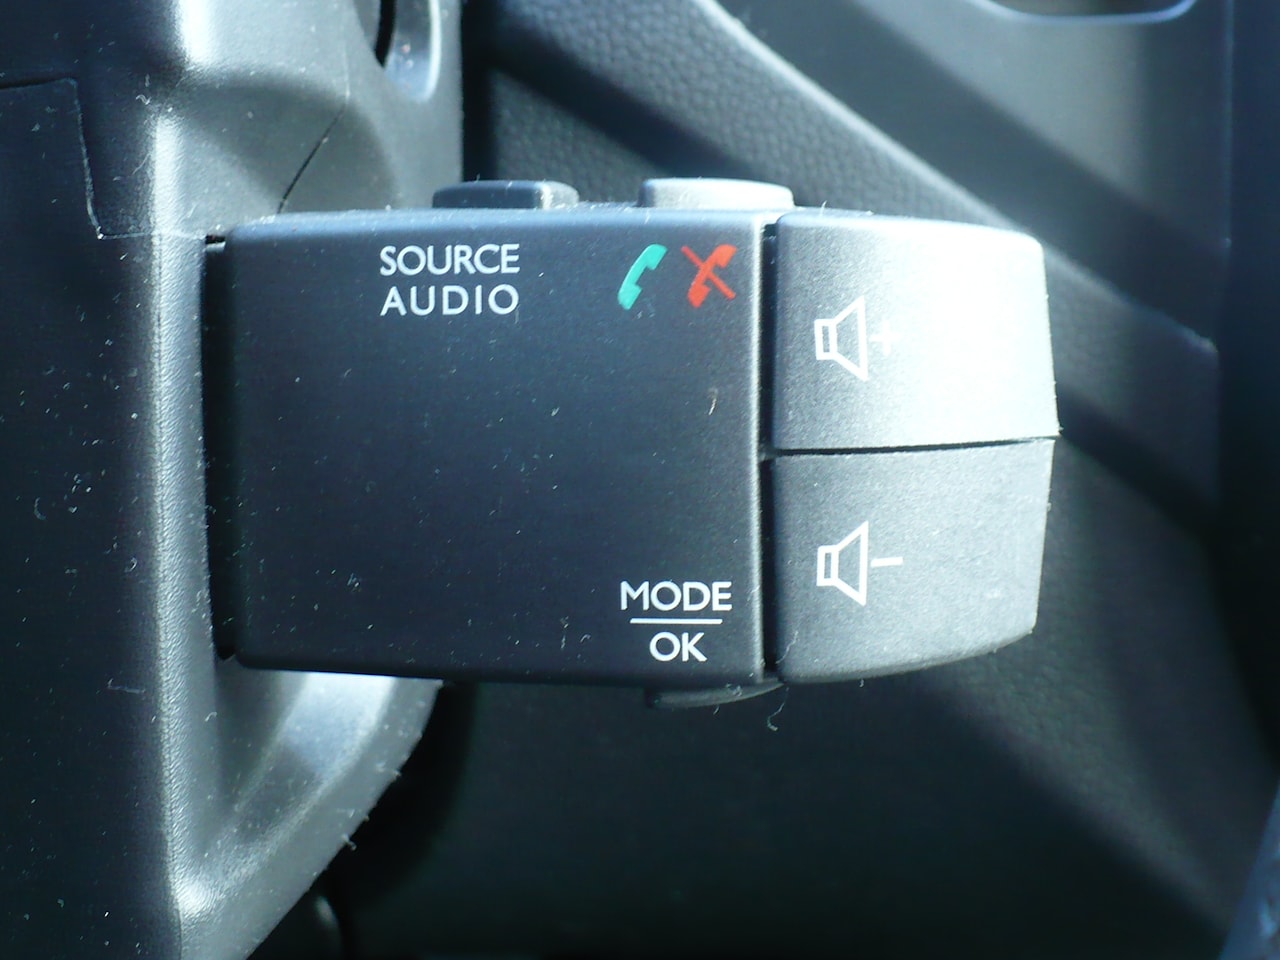 SOURCE
AUDIO
+
-
MODE
OK